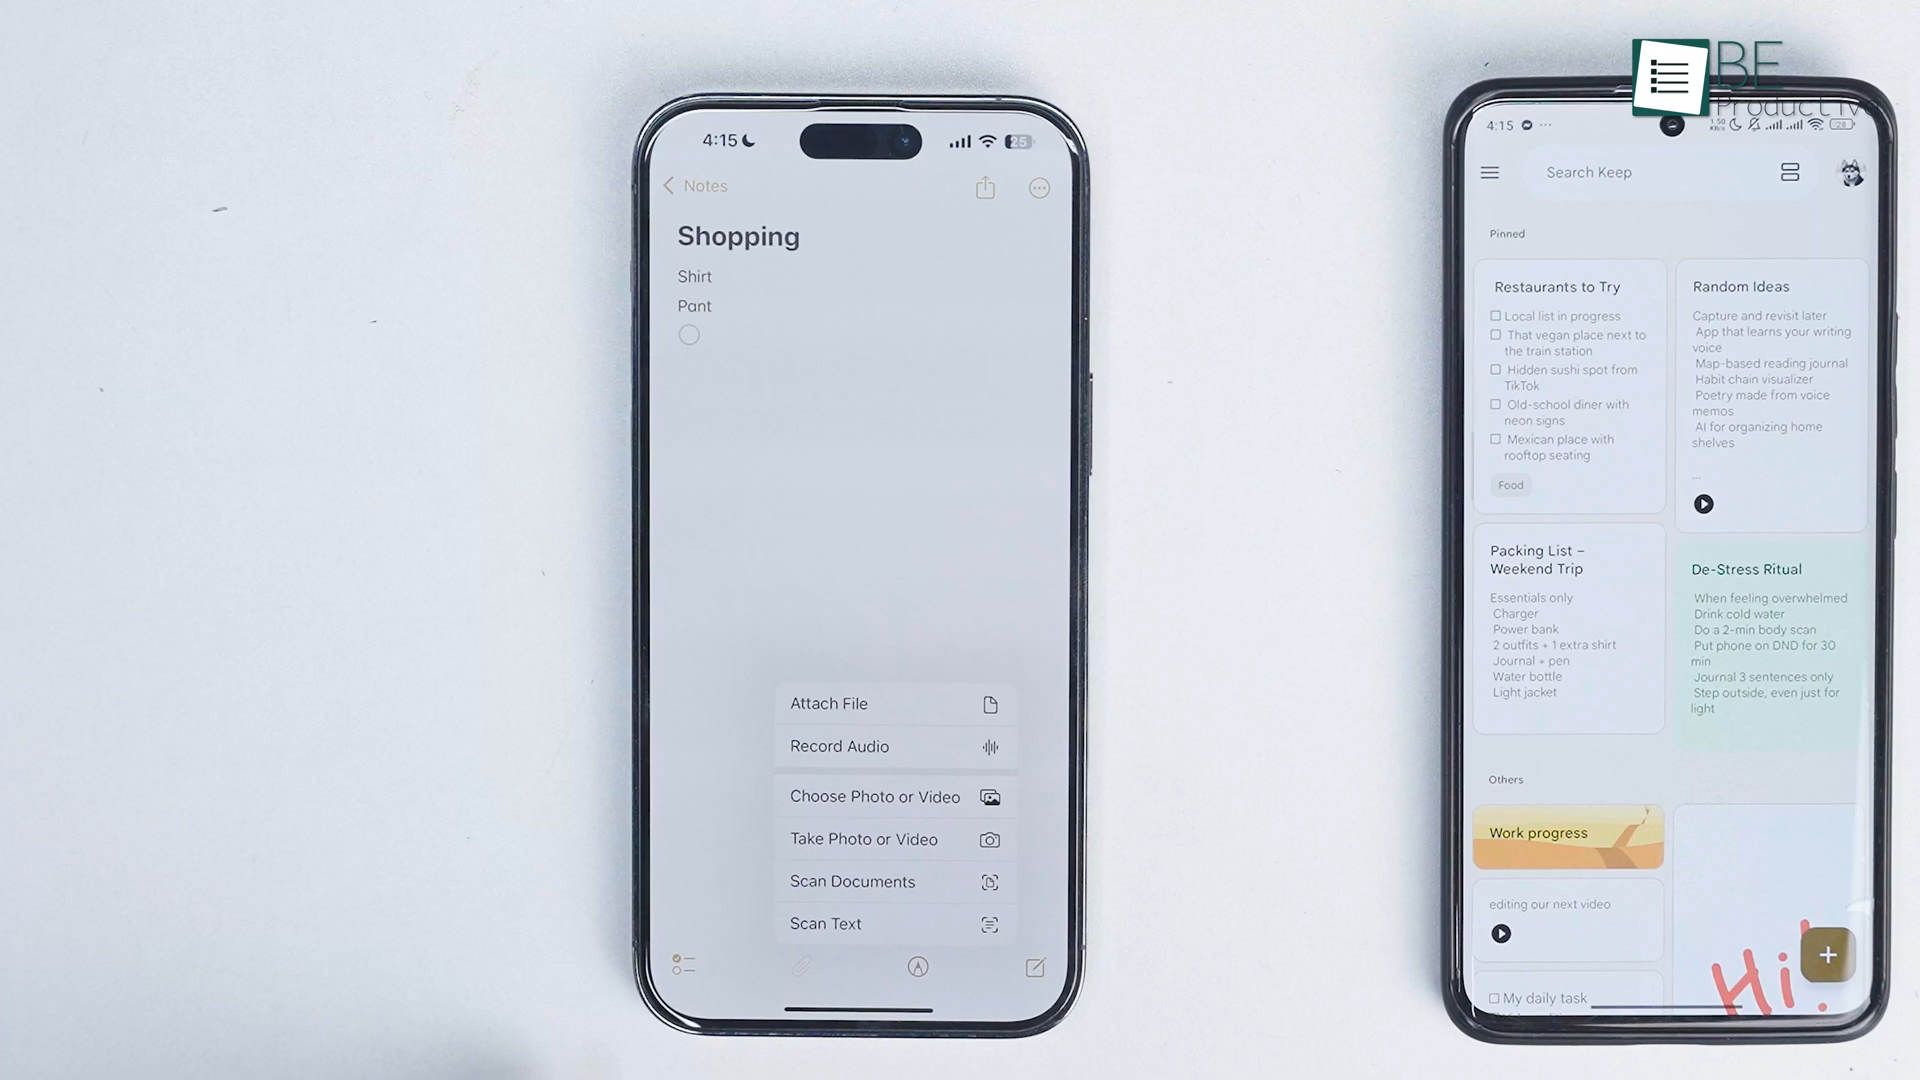 BE
Productive
4:15
25
Notes
Shopping
Shirt
Pant
Attach File
Record Audio
Choose Photo or Video
Take Photo or Video
Scan Documents
Scan Text
4:15
1.50
KB/s
28
Search Keep
Pinned
Restaurants to Try
Local list in progress
That vegan place next to
the train station
Hidden sushi spot from
TikTok
Old-school diner with
neon signs
Mexican place with
rooftop seating
Food
Random Ideas
Capture and revisit later
App that learns your writing
voice
Map-based reading journal
Habit chain visualizer
Poetry made from voice
memos
AI for organizing home
shelves
...
Packing List –
Weekend Trip
Essentials only
Charger
Power bank
2 outfits + 1 extra shirt
Journal + pen
Water bottle
Light jacket
De-Stress Ritual
When feeling overwhelmed
Drink cold water
Do a 2-min body scan
Put phone on DND for 30
min
Journal 3 sentences only
Step outside, even just for
light
Others
Work progress
editing our next video
My daily task
Hi!